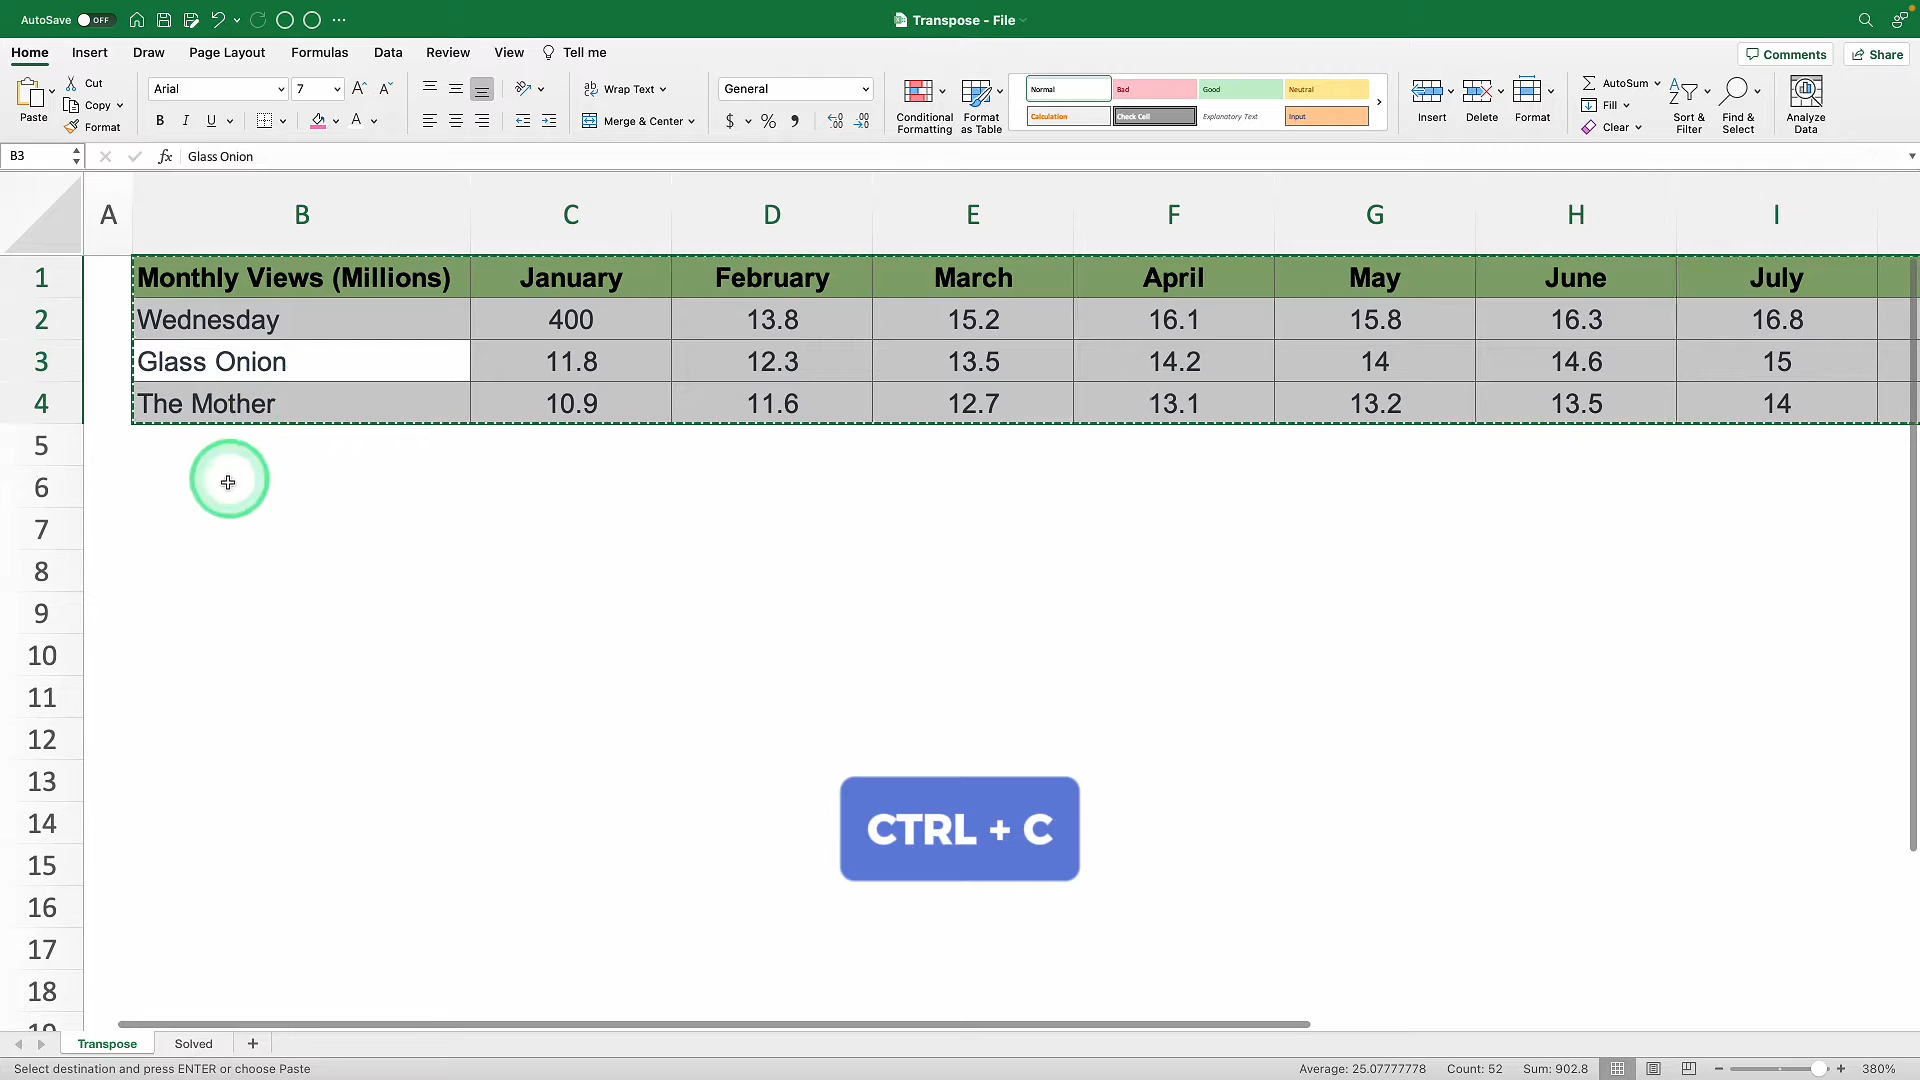 AutoSave OFF Transpose - File
Home Insert Draw Page Layout Formulas Data Review View Tell me Comments Share
Paste Cut Copy Format
Arial 7
B I U A
Wrap Text
Merge & Center
General
$ % 9
Conditional Formatting
Format as Table
Normal Bad Good Neutral
Calculation Check Cell Explanatory Text Input
Insert Delete Format
AutoSum
Fill
Clear
Sort & Filter
Find & Select
Analyze Data
B3 fx Glass Onion
A B C D E F G H I
1 Monthly Views (Millions) January February March April May June July
2 Wednesday 400 13.8 15.2 16.1 15.8 16.3 16.8
3 Glass Onion 11.8 12.3 13.5 14.2 14 14.6 15
4 The Mother 10.9 11.6 12.7 13.1 13.2 13.5 14
5
6
7
8
9
10
11
12
13
14 CTRL + C
15
16
17
18
19
Transpose Solved +
Select destination and press ENTER or choose Paste Average: 25.07777778 Count: 52 Sum: 902.8 380%